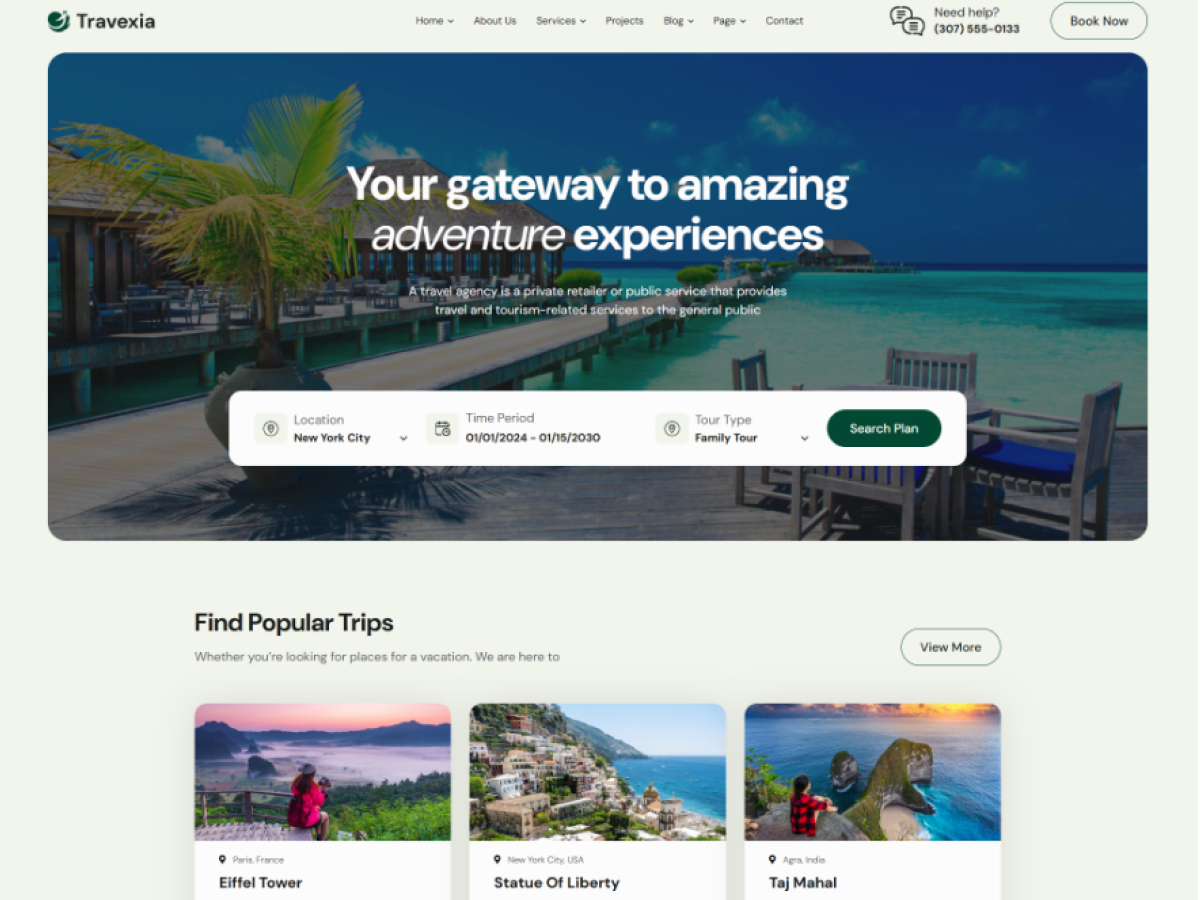 Travexia
Home
About Us
Services
Projects
Blog
Page
Contact
Need help?
(307) 555-0133
Book Now
Your gateway to amazing
adventure experiences
A travel agency is a private retailer or public service that provides
travel and tourism-related services to the general public
Location
New York City
Time Period
01/01/2024 - 01/15/2030
Tour Type
Family Tour
Search Plan
Find Popular Trips
Whether you're looking for places for a vacation. We are here to
View More
Paris, France
Eiffel Tower
New York City, USA
Statue Of Liberty
Agra, India
Taj Mahal